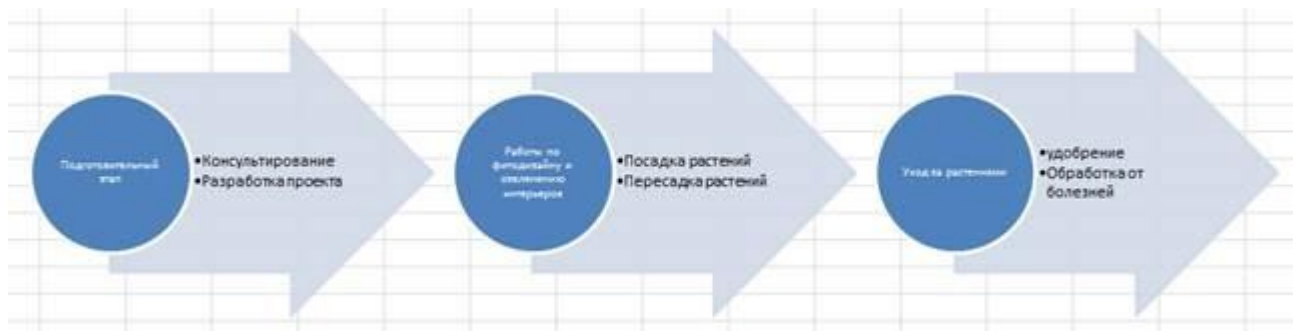 Подготовительный
этап
•Консультирование
•Разработка проекта
Работы по
фитодизайну и
озеленению
интерьеров
•Посадка растений
•Пересадка растений
Уход за растениями
•удобрение
•Обработка от
болезней